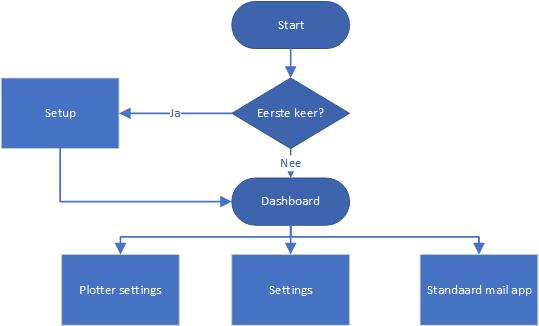 Start
Eerste keer?
Ja
Setup
Nee
Dashboard
Plotter settings
Settings
Standaard mail app